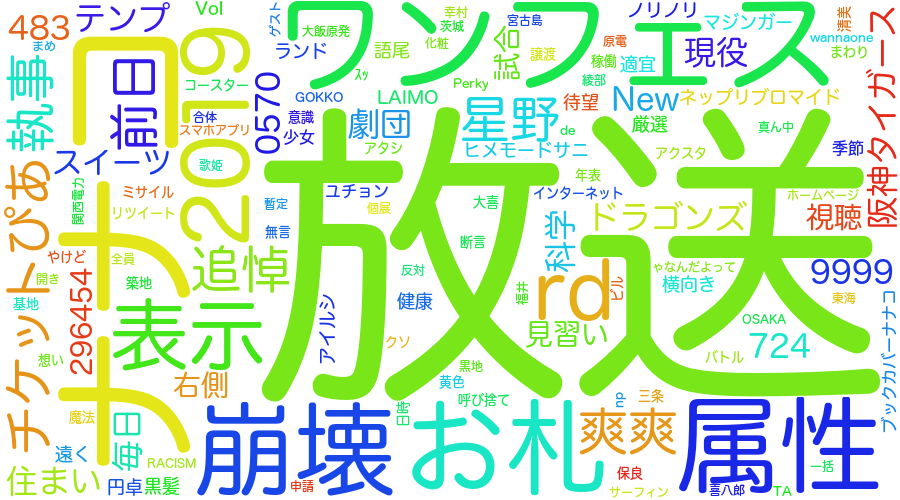 483
まめ
テンプ
Vol
ゲスト
大飯原発
ランド
ワンフェス
幸村
茨城
語尾
化粧
宮古島
試合
譲渡
ノリノリ
原電
稼働
綾部
適宜
マジンガー
現役
清美
wannaone
まわり
阪神タイガース
執事
前日
2019
コースター
合体
スマホアプリ
0570
意識
少女
GOKKO
ｽｯ
LAIMO
Perky
劇団
アタシ
星野
de
待望
New
厳選
ネップリブロマイド
真ん中
スイーツ
歌姫
ユチョン
ヒメモードサニ
アクスタ
季節
チケットぴあ
関西電力
ミサイル
リツイート
暫定
個展
大喜
年表
インターネット
ホームページ
ドラゴンズ
視聴
放送
無言
追悼
断言
科学
やけど
全員
築地
開き
296454
基地
反対
福井
rd
ビル
ゃなんだよって
横向き
9999
東海
アイルシ
健康
表示
見習い
OSAKA
724
ブックカバーナナコ
クソ
想い
黒地
バトル
右側
黄色
呼び捨て
三条
np
魔法
日時
毎日
崩壊
お札
爽爽
属性
遠く
RACISM
住まい
円卓
黒髪
申請
保良
サーフィン
喜八郎
TA
一括